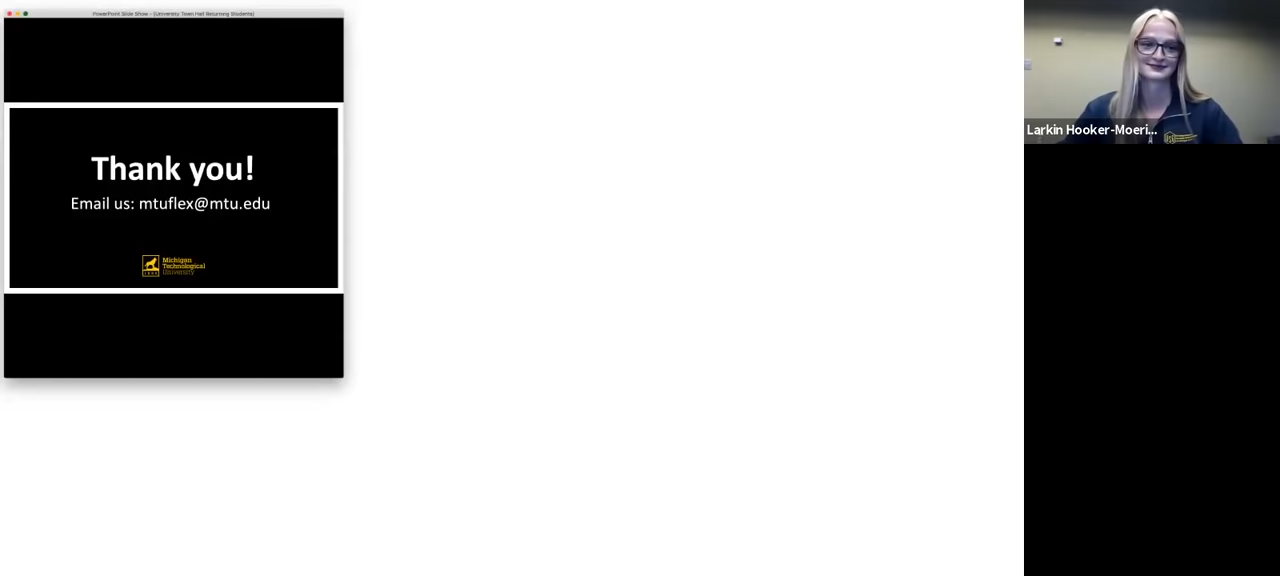 PowerPoint Slide Show - [University Town Hall Returning Students]
Thank you!
Email us: mtuflex@mtu.edu
Michigan
Technological
University
1885
Larkin Hooker-Moeri...